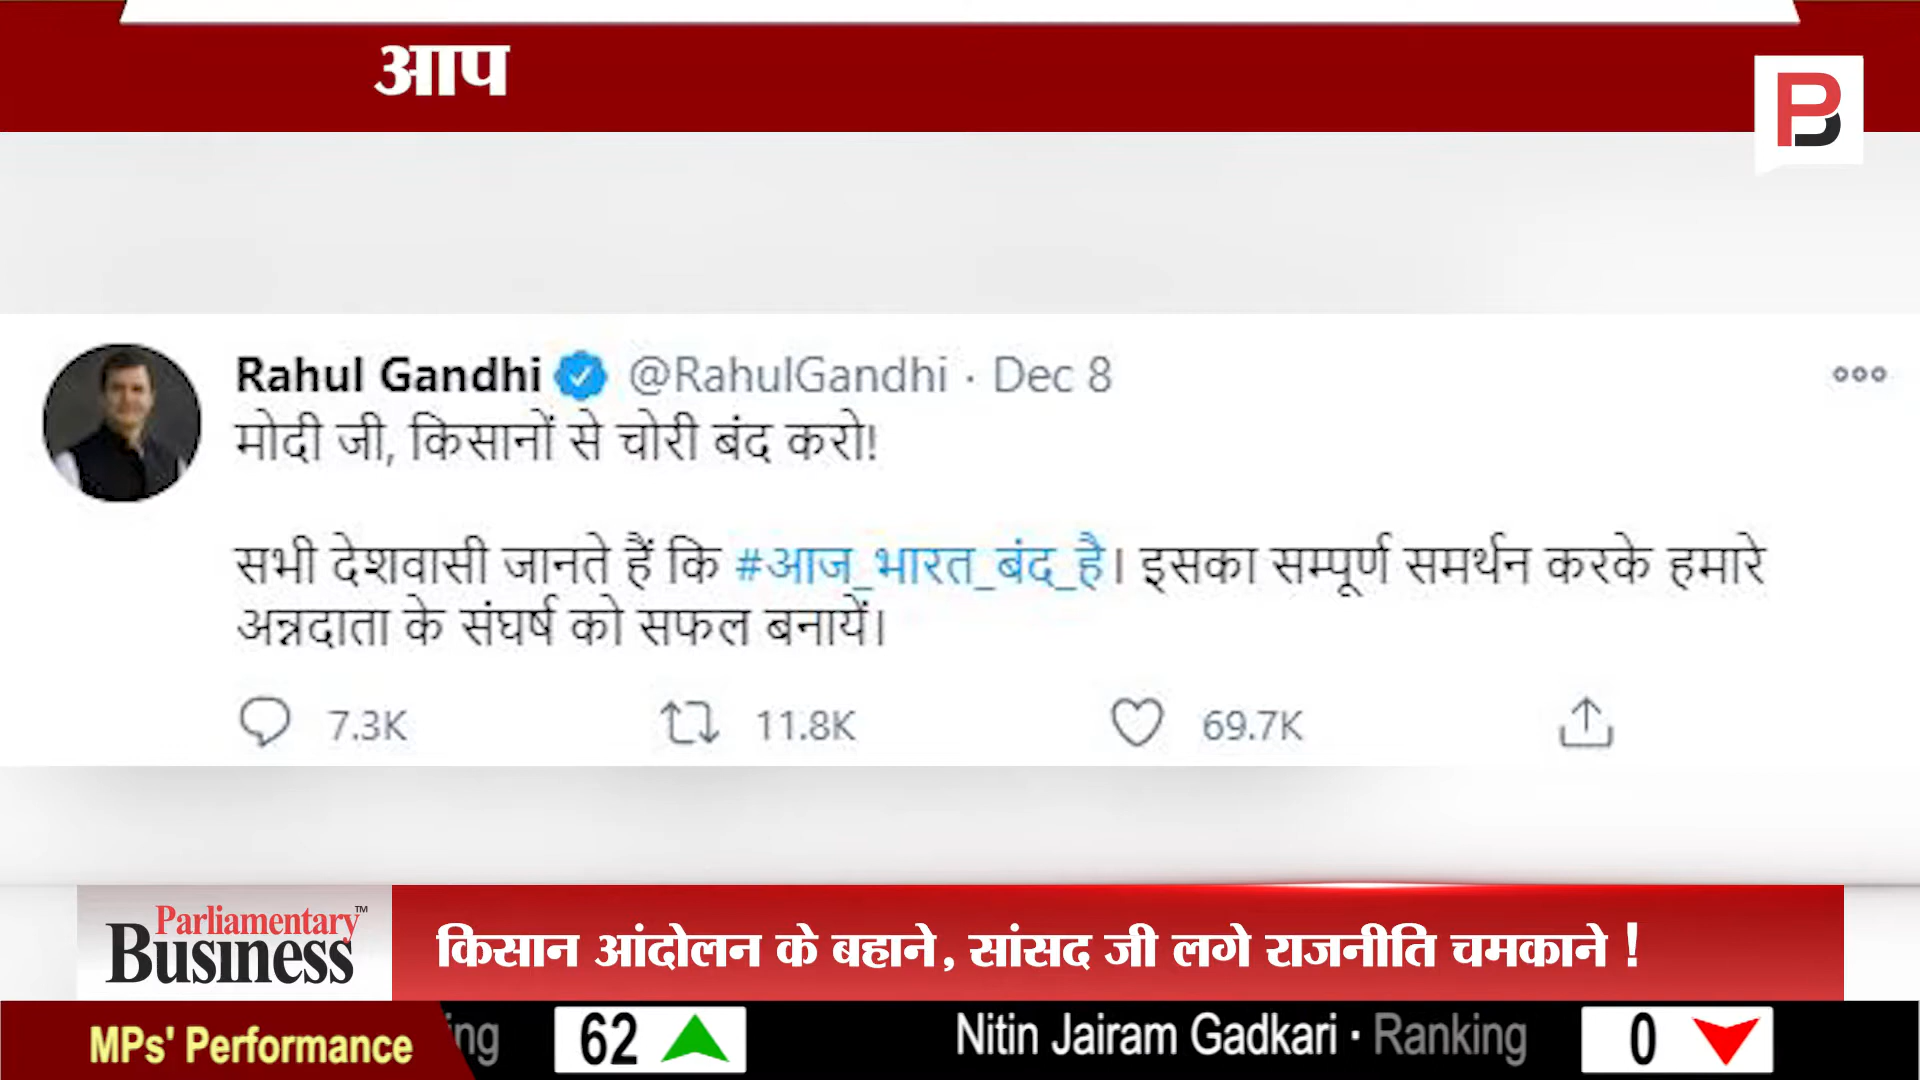 आप
PB
Rahul Gandhi @RahulGandhi · Dec 8
मोदी जी, किसानों से चोरी बंद करो!
सभी देशवासी जानते हैं कि #आज_भारत_बंद_है। इसका सम्पूर्ण समर्थन करके हमारे
अन्नदाता के संघर्ष को सफल बनायें।
7.3K 11.8K 69.7K
Parliamentary™
Business
किसान आंदोलन के बहाने, सांसद जी लगे राजनीति चमकाने !
MPs' Performance ing 62 Nitin Jairam Gadkari · Ranking 0